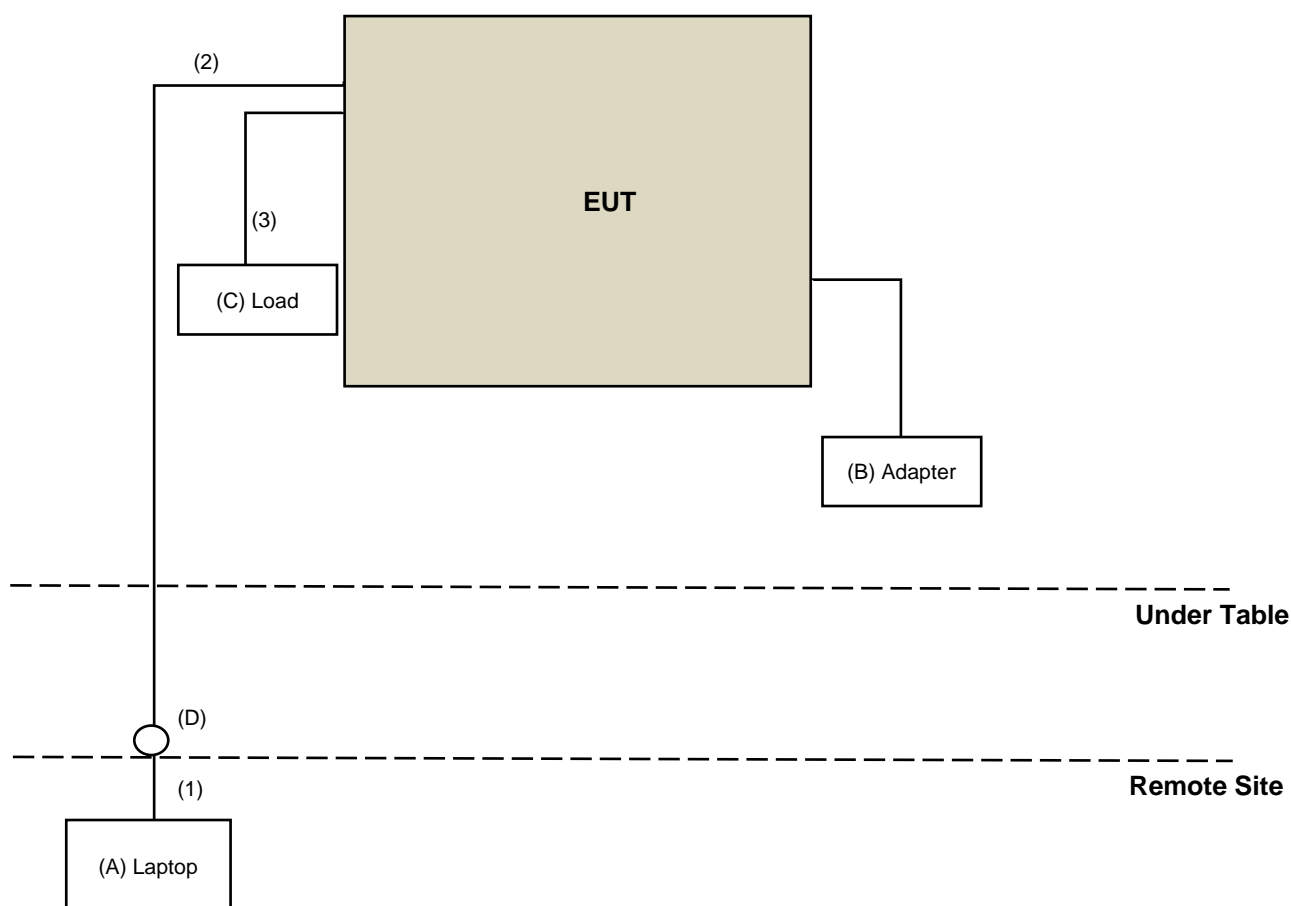 (2)
EUT
(3)
(C) Load
(B) Adapter
Under Table
(D)
Remote Site
(1)
(A) Laptop